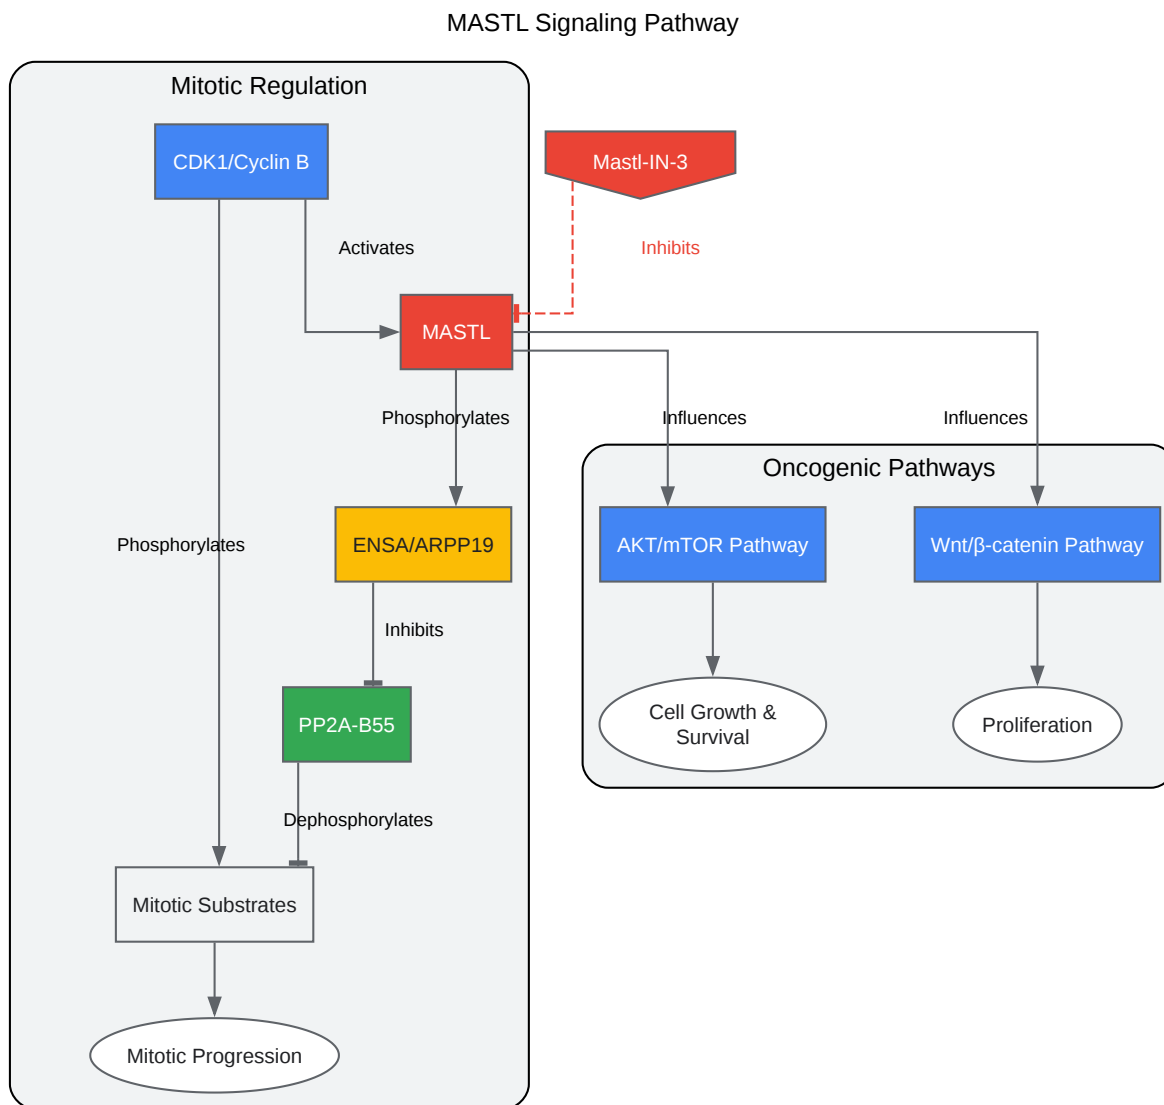 MASTL Signaling Pathway
Mitotic Regulation
CDK1/Cyclin B
Mastl-IN-3
Activates
Inhibits
MASTL
Phosphorylates
Influences
Influences
Oncogenic Pathways
Phosphorylates
ENSA/ARPP19
AKT/mTOR Pathway
Wnt/β-catenin Pathway
Inhibits
PP2A-B55
Cell Growth &
Survival
Proliferation
Dephosphorylates
Mitotic Substrates
Mitotic Progression